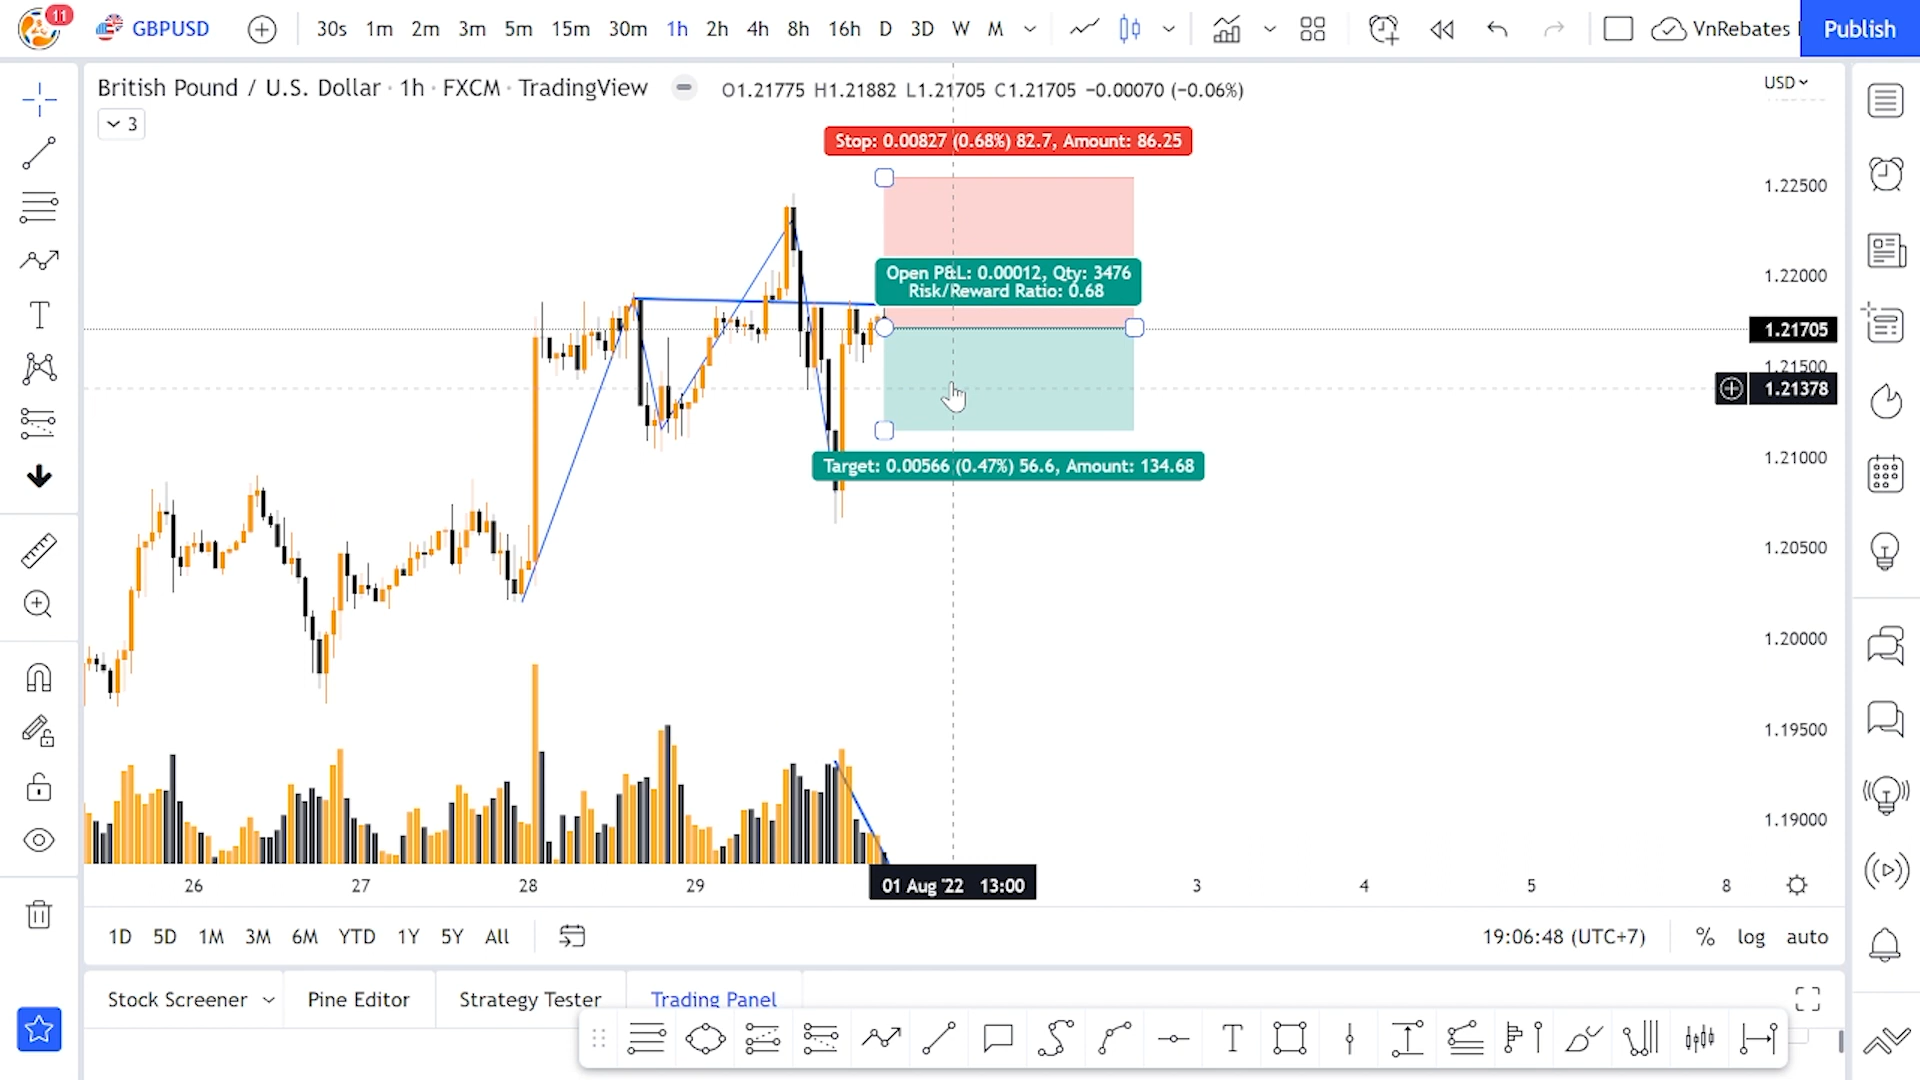 11
GBPUSD
30s 1m 2m 3m 5m 15m 30m 1h 2h 4h 8h 16h D 3D W M
VnRebates
Publish
British Pound / U.S. Dollar · 1h · FXCM · TradingView
O1.21775 H1.21882 L1.21705 C1.21705 −0.00070 (−0.06%)
USD
3
Stop: 0.00827 (0.68%) 82.7, Amount: 86.25
1.22500
Open P&L: 0.00012, Qty: 3476
Risk/Reward Ratio: 0.68
1.22000
1.21705
1.21500
1.21378
Target: 0.00566 (0.47%) 56.6, Amount: 134.68
1.21000
1.20500
1.20000
1.19500
1.19000
26 27 28 29 01 Aug '22 13:00 3 4 5 8
1D 5D 1M 3M 6M YTD 1Y 5Y All
19:06:48 (UTC+7) % log auto
Stock Screener Pine Editor Strategy Tester Trading Panel